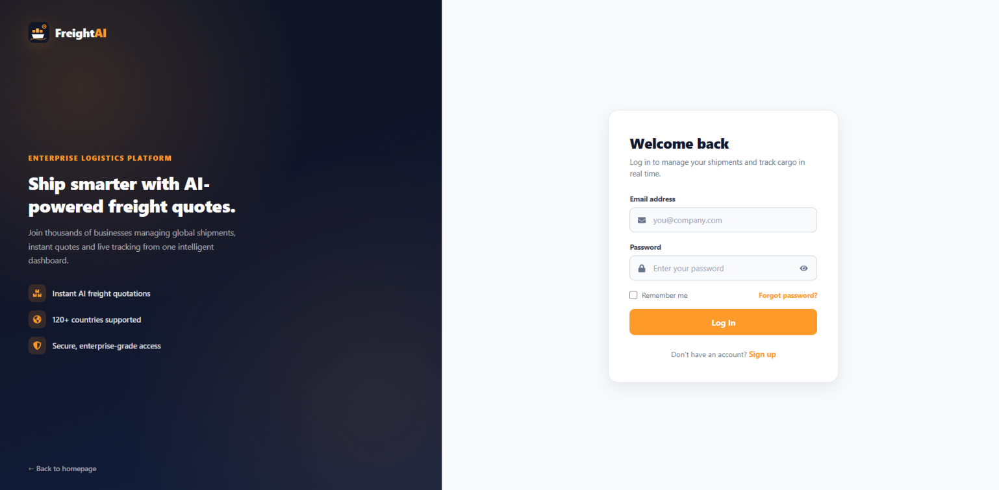 FreightAI
ENTERPRISE LOGISTICS PLATFORM
Ship smarter with AI-
powered freight quotes.
Join thousands of businesses managing global shipments,
instant quotes and live tracking from one intelligent
dashboard.
Instant AI freight quotations
120+ countries supported
Secure, enterprise-grade access
← Back to homepage
Welcome back
Log in to manage your shipments and track cargo in
real time.
Email address
you@company.com
Password
Enter your password
Remember me
Forgot password?
Log In
Don't have an account? Sign up